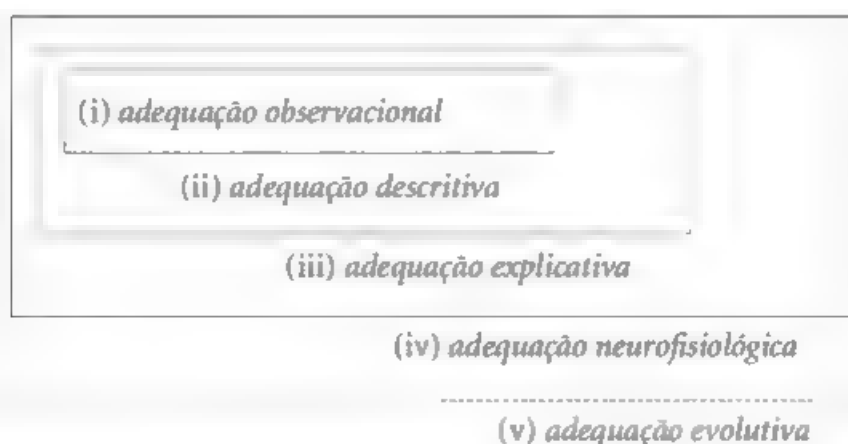 (i) adequação observacional
(ii) adequação descritiva
(iii) adequação explicativa
(iv) adequação neurofisiológica
(v) adequação evolutiva